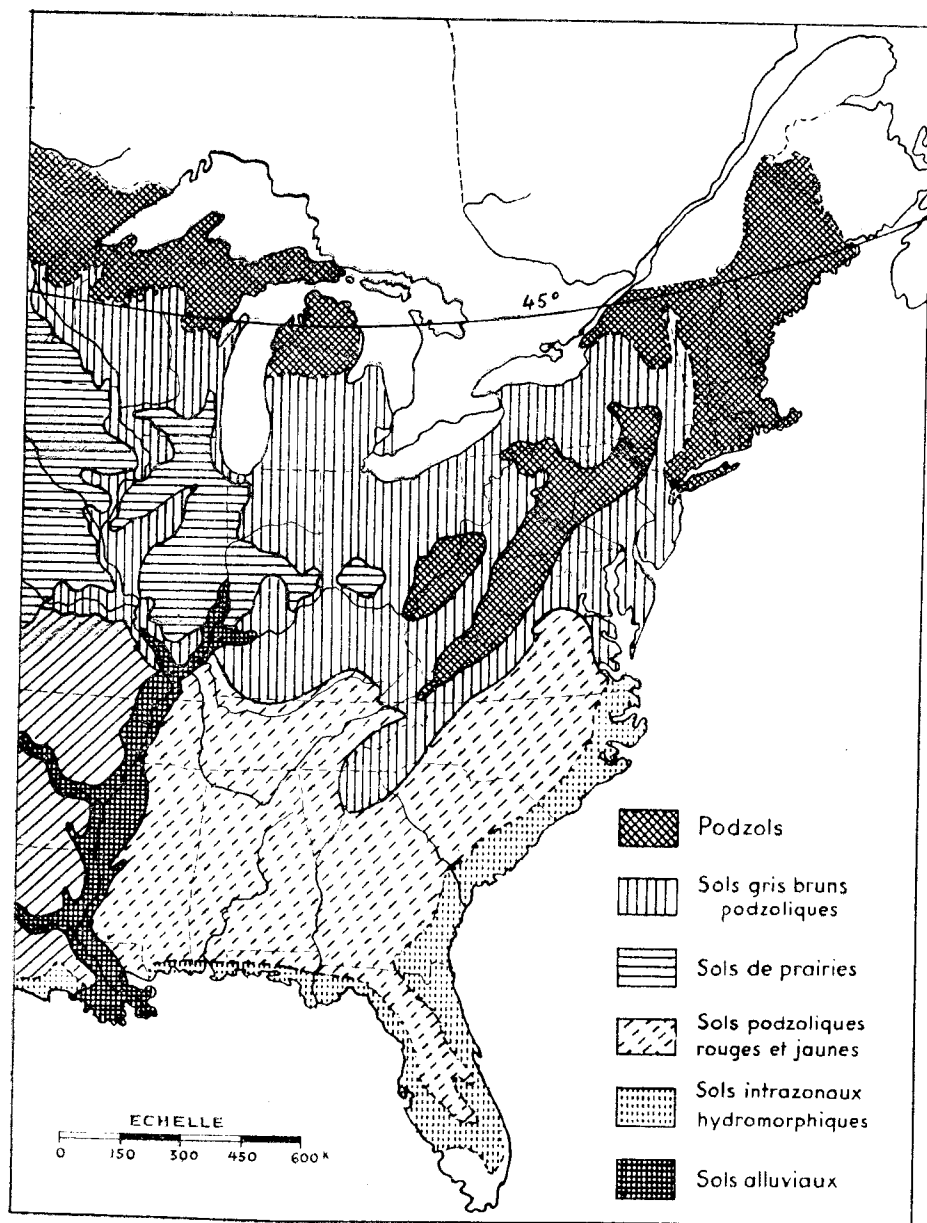 45°
Podzols
Sols gris bruns
podzoliques
Sols de prairies
Sols podzoliques
rouges et jaunes
Sols intrazonaux
hydromorphiques
Sols alluviaux
ECHELLE
0 150 300 450 600ᴷ